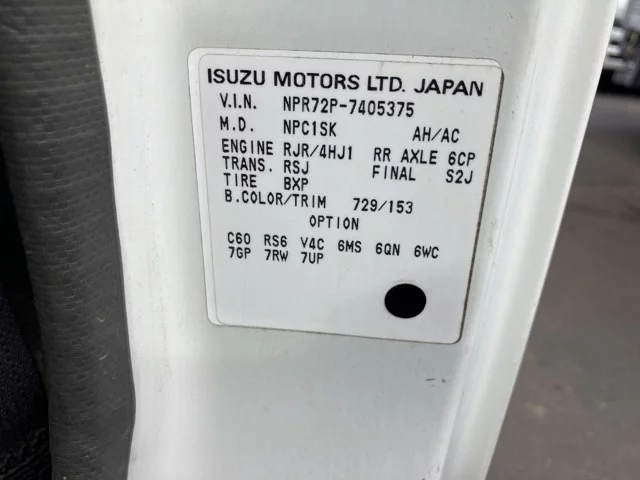 ISUZU MOTORS LTD. JAPAN
V.I.N. NPR72P-7405375
M.D. NPC1SK AH/AC
ENGINE RJR/4HJ1 RR AXLE 6CP
TRANS. RSJ FINAL S2J
TIRE BXP
B.COLOR/TRIM 729/153
OPTION
C60 RS6 V4C 6MS 6QN 6WC
7GP 7RW 7UP